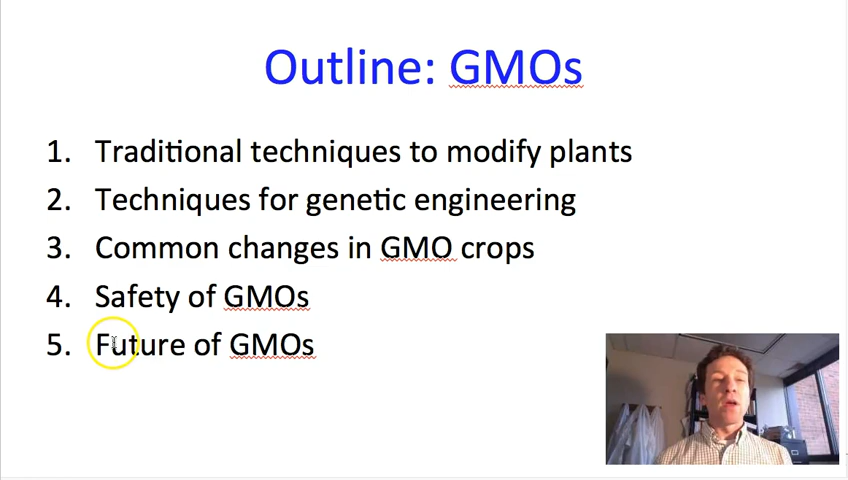 Outline: GMOs
1. Traditional techniques to modify plants
2. Techniques for genetic engineering
3. Common changes in GMO crops
4. Safety of GMOs
5. Future of GMOs